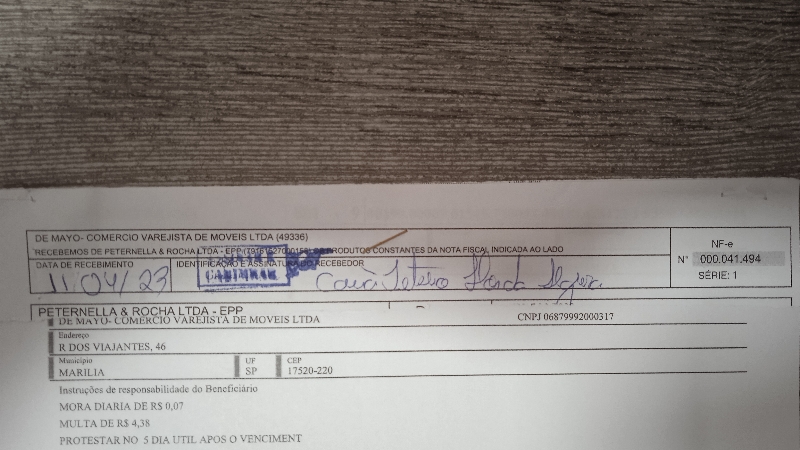 DE MAYO- COMERCIO VAREJISTA DE MOVEIS LTDA (49336)
RECEBEMOS DE PETERNELLA & ROCHA LTDA - EPP OS PRODUTOS CONSTANTES DA NOTA FISCAL INDICADA AO LADO
DATA DE RECEBIMENTO
IDENTIFICAÇÃO E ASSINATURA DO RECEBEDOR
11/04/23
NF-e
N° 000.041.494
SÉRIE: 1
PETERNELLA & ROCHA LTDA - EPP
DE MAYO- COMERCIO VAREJISTA DE MOVEIS LTDA CNPJ 06879992000317
Endereço
R DOS VIAJANTES, 46
Município UF CEP
MARILIA SP 17520-220
Instruções de responsabilidade do Beneficiário
MORA DIARIA DE R$ 0,07
MULTA DE R$ 4,38
PROTESTAR NO 5 DIA UTIL APOS O VENCIMENT